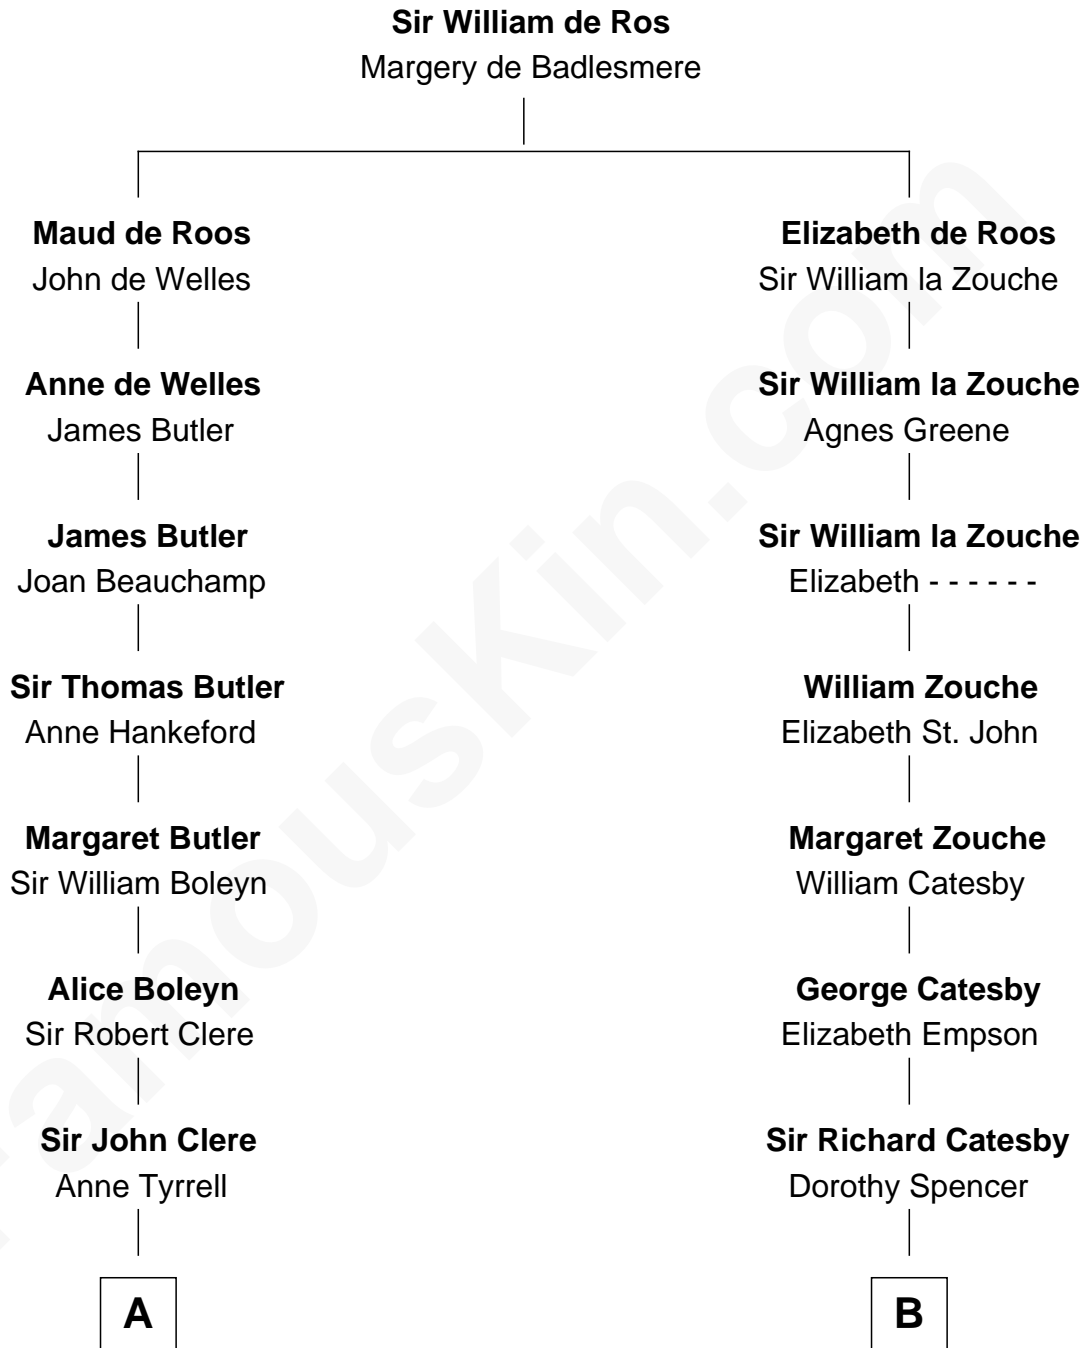 Sir William de Ros
Margery de Badlesmere
Maud de Roos
John de Welles
Anne de Welles
James Butler
James Butler
Joan Beauchamp
Sir Thomas Butler
Anne Hankeford
Margaret Butler
Sir William Boleyn
Alice Boleyn
Sir Robert Clere
Sir John Clere
Anne Tyrrell
A
Elizabeth de Roos
Sir William la Zouche
Sir William la Zouche
Agnes Greene
Sir William la Zouche
Elizabeth - - - - - -
William Zouche
Elizabeth St. John
Margaret Zouche
William Catesby
George Catesby
Elizabeth Empson
Sir Richard Catesby
Dorothy Spencer
B
FamousKin.com